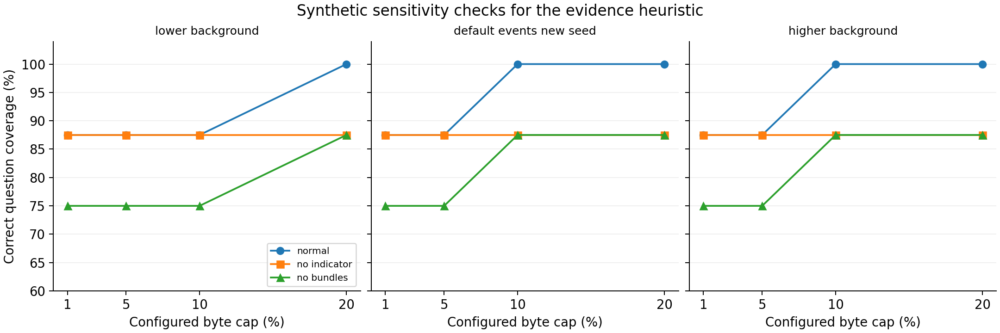 Synthetic sensitivity checks for the evidence heuristic
lower background
default events new seed
higher background
Correct question coverage (%)
100
95
90
85
80
75
70
65
60
normal
no indicator
no bundles
1 5 10 20
1 5 10 20
1 5 10 20
Configured byte cap (%)
Configured byte cap (%)
Configured byte cap (%)